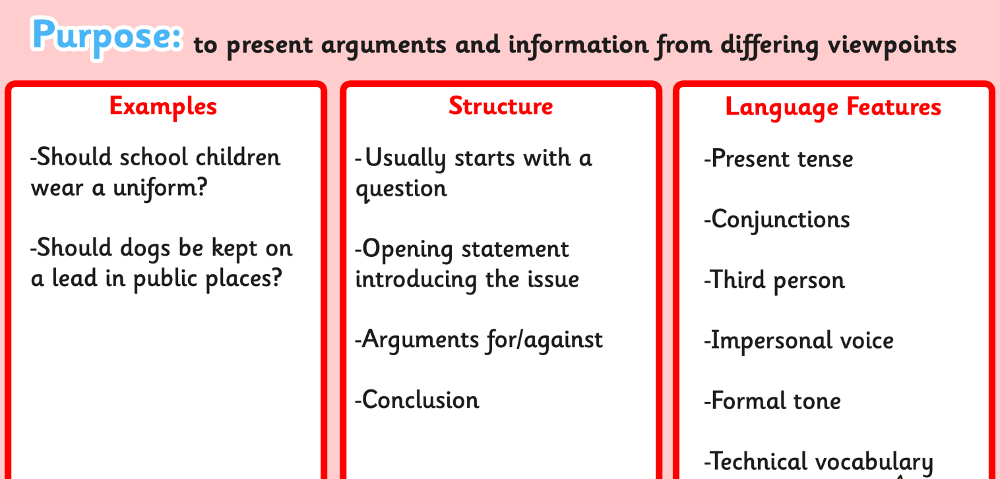 Purpose: to present arguments and information from differing viewpoints
Examples
-Should school children
wear a uniform?
-Should dogs be kept on
a lead in public places?
Structure
-Usually starts with a
question
-Opening statement
introducing the issue
-Arguments for/against
-Conclusion
Language Features
-Present tense
-Conjunctions
-Third person
-Impersonal voice
-Formal tone
-Technical vocabulary